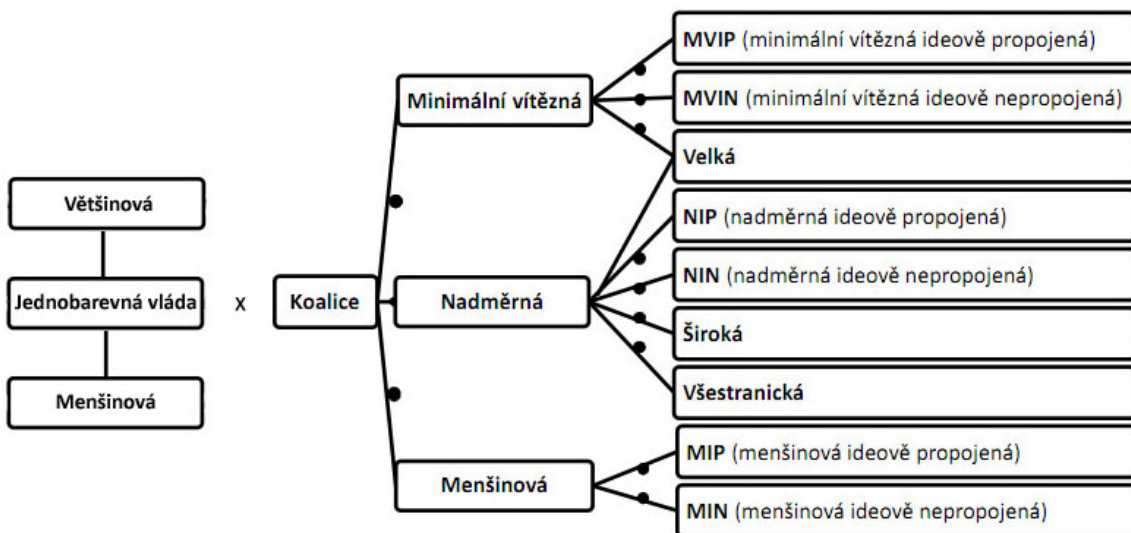 Většinová
Jednobarevná vláda
Menšinová
x
Koalice
Minimální vítězná
Nadměrná
Menšinová
MVIP (minimální vítězná ideově propojená)
MVIN (minimální vítězná ideově nepropojená)
Velká
NIP (nadměrná ideově propojená)
NIN (nadměrná ideově nepropojená)
Široká
Všestranická
MIP (menšinová ideově propojená)
MIN (menšinová ideově nepropojená)